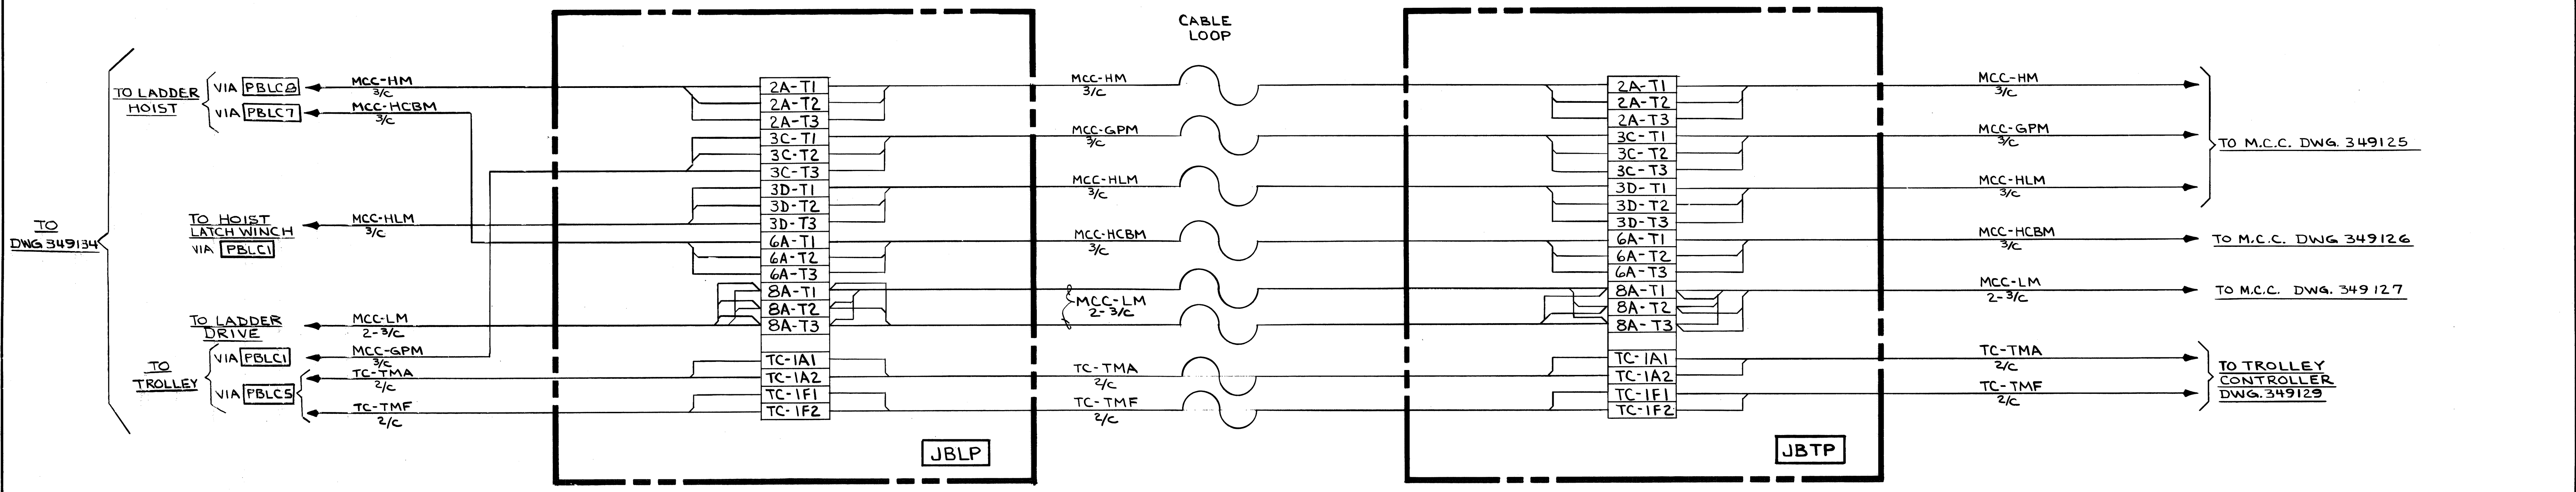 TO
DWG 349134
TO LADDER
HOIST
VIA PBLC8
VIA PBLC7
MCC-HM
3/C
MCC-HCBM
3/C
TO HOIST
LATCH WINCH
VIA PBLC1
MCC-HLM
3/C
TO LADDER
DRIVE
MCC-LM
2-3/C
TO
TROLLEY
VIA PBLC1
VIA PBLC5
MCC-GPM
3/C
TC-TMA
2/C
TC-TMF
2/C
2A-T1
2A-T2
2A-T3
3C-T1
3C-T2
3C-T3
3D-T1
3D-T2
3D-T3
6A-T1
6A-T2
6A-T3
8A-T1
8A-T2
8A-T3
TC-1A1
TC-1A2
TC-1F1
TC-1F2
JBLP
CABLE
LOOP
MCC-HM
3/C
MCC-GPM
3/C
MCC-HLM
3/C
MCC-HCBM
3/C
MCC-LM
2-3/C
TC-TMA
2/C
TC-TMF
2/C
2A-T1
2A-T2
2A-T3
3C-T1
3C-T2
3C-T3
3D-T1
3D-T2
3D-T3
6A-T1
6A-T2
6A-T3
8A-T1
8A-T2
8A-T3
TC-1A1
TC-1A2
TC-1F1
TC-1F2
JBTP
MCC-HM
3/C
MCC-GPM
3/C
MCC-HLM
3/C
TO M.C.C. DWG. 349125
MCC-HCBM
3/C
TO M.C.C. DWG 349126
MCC-LM
2-3/C
TO M.C.C. DWG. 349127
TC-TMA
2/C
TC-TMF
2/C
TO TROLLEY
CONTROLLER
DWG. 349129